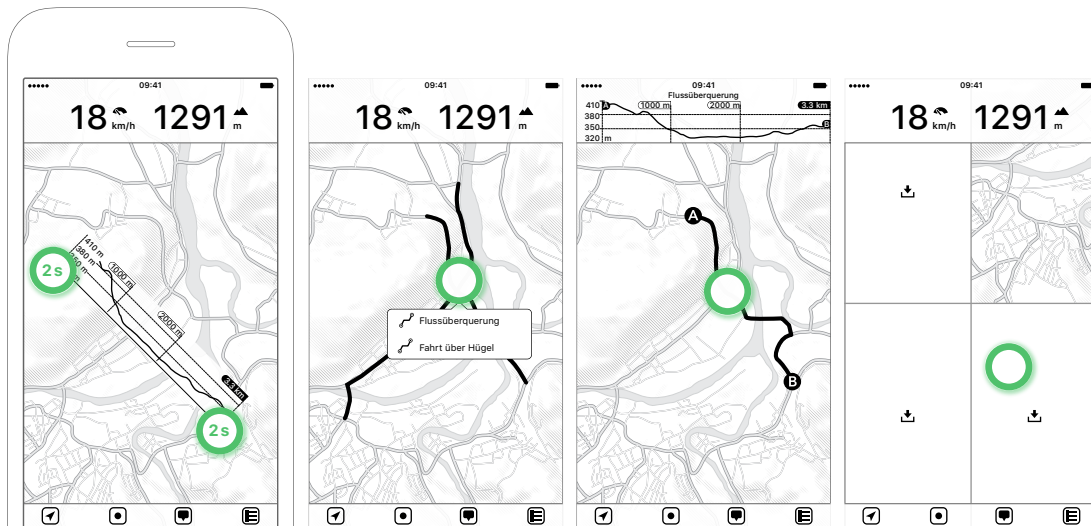 09:41
18 km/h 1291 m
410 m
380 m
1000 m
2000 m
3.3 km
2s
2s
09:41
18 km/h 1291 m
Flussüberquerung
Fahrt über Hügel
09:41
Flussüberquerung
410 A 1000 m 2000 m 3.3 km
380
350 B
320 m
A
B
09:41
18 km/h 1291 m